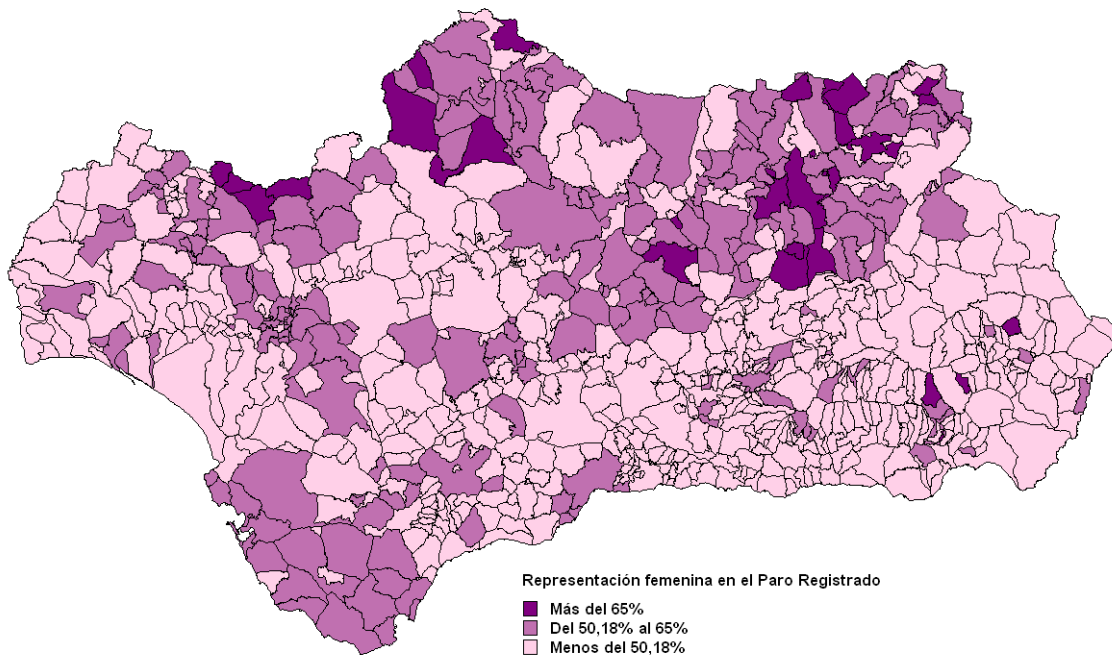 Representación femenina en el Paro Registrado
Más del 65%
Del 50,18% al 65%
Menos del 50,18%